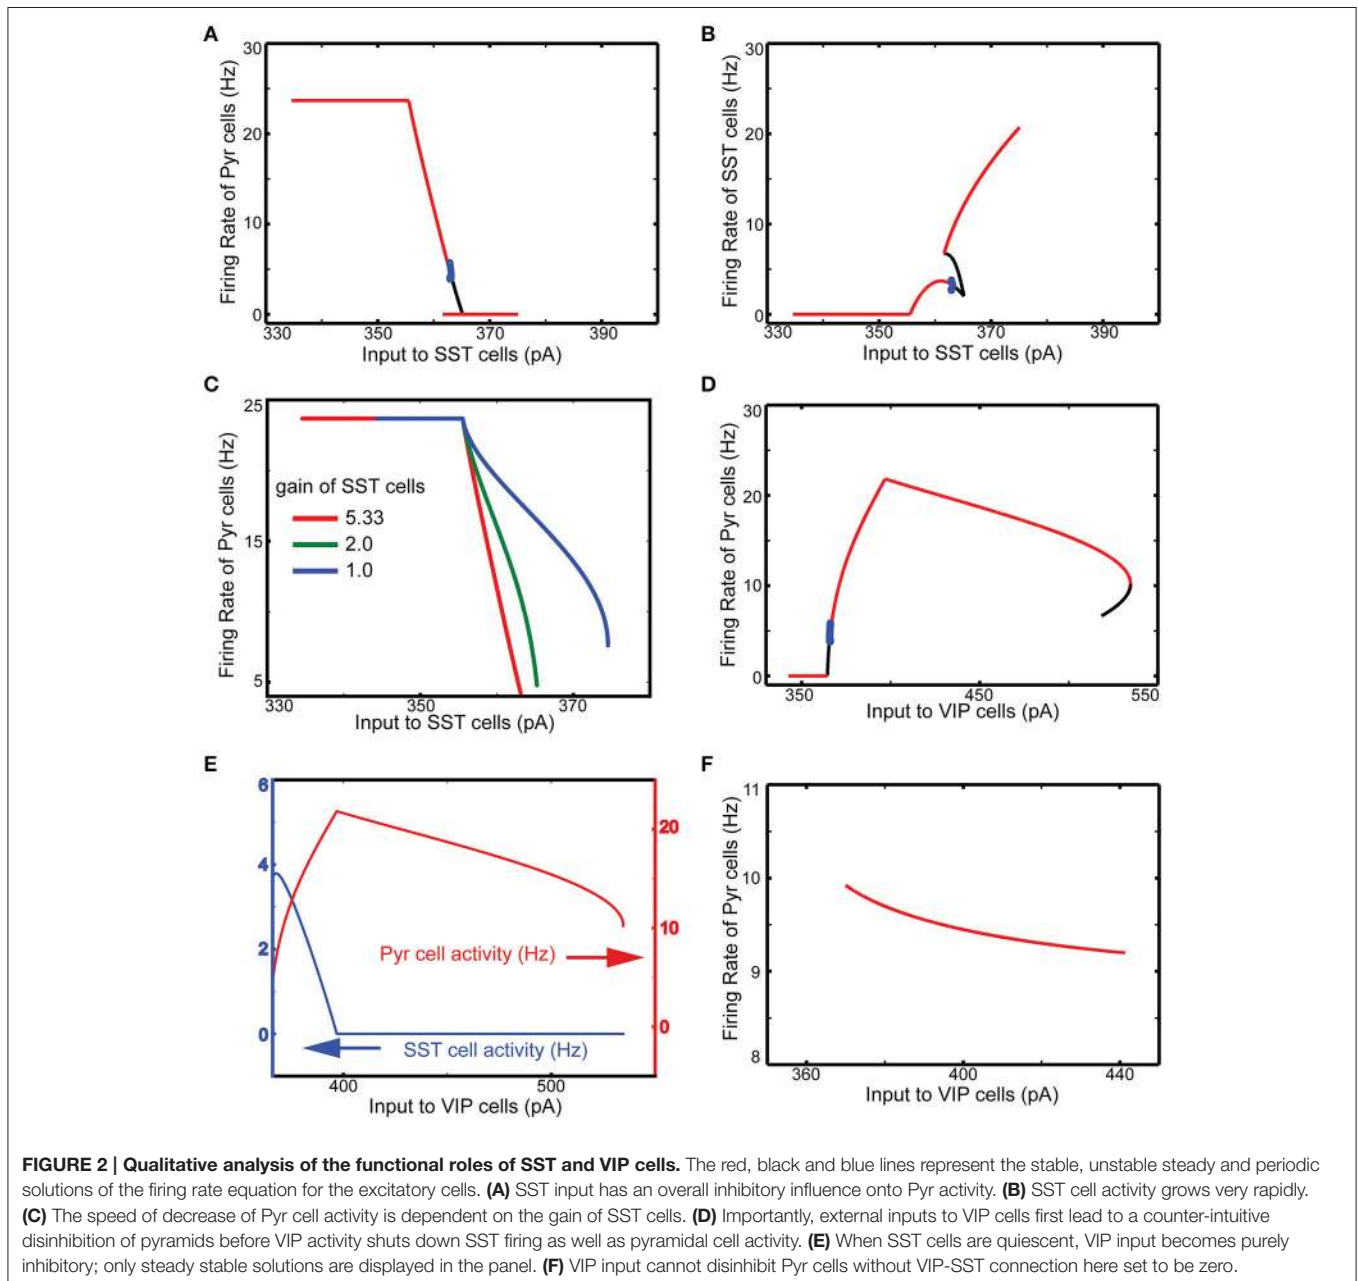 A
30
20
10
0
Firing Rate of Pyr cells (Hz)
330
350
370
390
Input to SST cells (pA)
B
30
20
10
0
Firing Rate of SST cells (Hz)
330
350
370
390
Input to SST cells (pA)
C
25
15
5
Firing Rate of Pyr cells (Hz)
gain of SST cells
5.33
2.0
1.0
330
350
370
Input to SST cells (pA)
D
30
20
10
0
Firing Rate of Pyr cells (Hz)
350
450
550
Input to VIP cells (pA)
E
6
4
2
0
20
10
0
Pyr cell activity (Hz)
SST cell activity (Hz)
400
500
Input to VIP cells (pA)
F
11
10
9
8
Firing Rate of Pyr cells (Hz)
360
400
440
Input to VIP cells (pA)
FIGURE 2 | Qualitative analysis of the functional roles of SST and VIP cells. The red, black and blue lines represent the stable, unstable steady and periodic
solutions of the firing rate equation for the excitatory cells. (A) SST input has an overall inhibitory influence onto Pyr activity. (B) SST cell activity grows very rapidly.
(C) The speed of decrease of Pyr cell activity is dependent on the gain of SST cells. (D) Importantly, external inputs to VIP cells first lead to a counter-intuitive
disinhibition of pyramids before VIP activity shuts down SST firing as well as pyramidal cell activity. (E) When SST cells are quiescent, VIP input becomes purely
inhibitory; only steady stable solutions are displayed in the panel. (F) VIP input cannot disinhibit Pyr cells without VIP-SST connection here set to be zero.